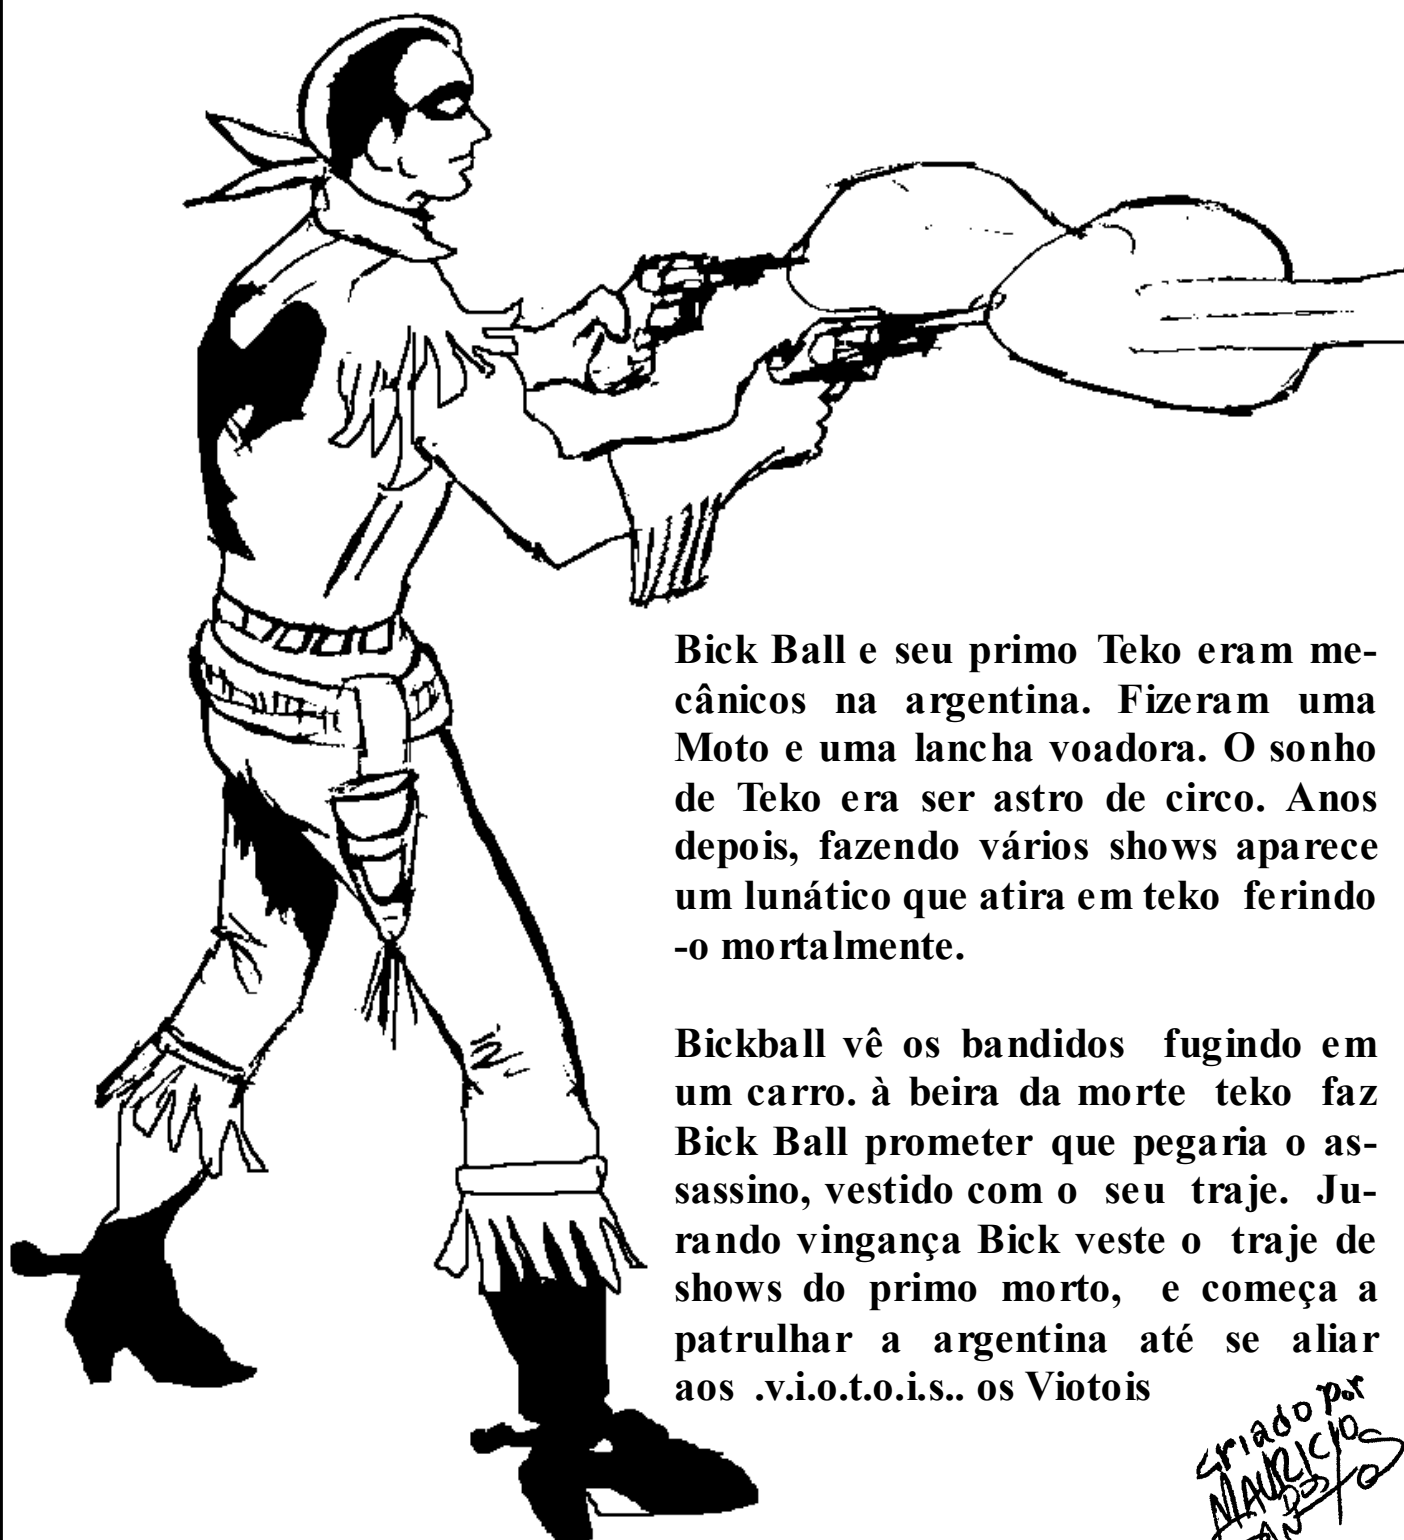 Bick Ball e seu primo Teko eram me-
cânicos na argentina. Fizeram uma
Moto e uma lancha voadora. O sonho
de Teko era ser astro de circo. Anos
depois, fazendo vários shows aparece
um lunático que atira em teko ferindo
-o mortalmente.
Bickball vê os bandidos fugindo em
um carro. à beira da morte teko faz
Bick Ball prometer que pegaria o as-
sassino, vestido com o seu traje. Ju-
rando vingança Bick veste o traje de
shows do primo morto, e começa a
patrulhar a argentina até se aliar
aos .v.i.o.t.o.i.s.. os Viotois
criado por
MAURICIO
DOS